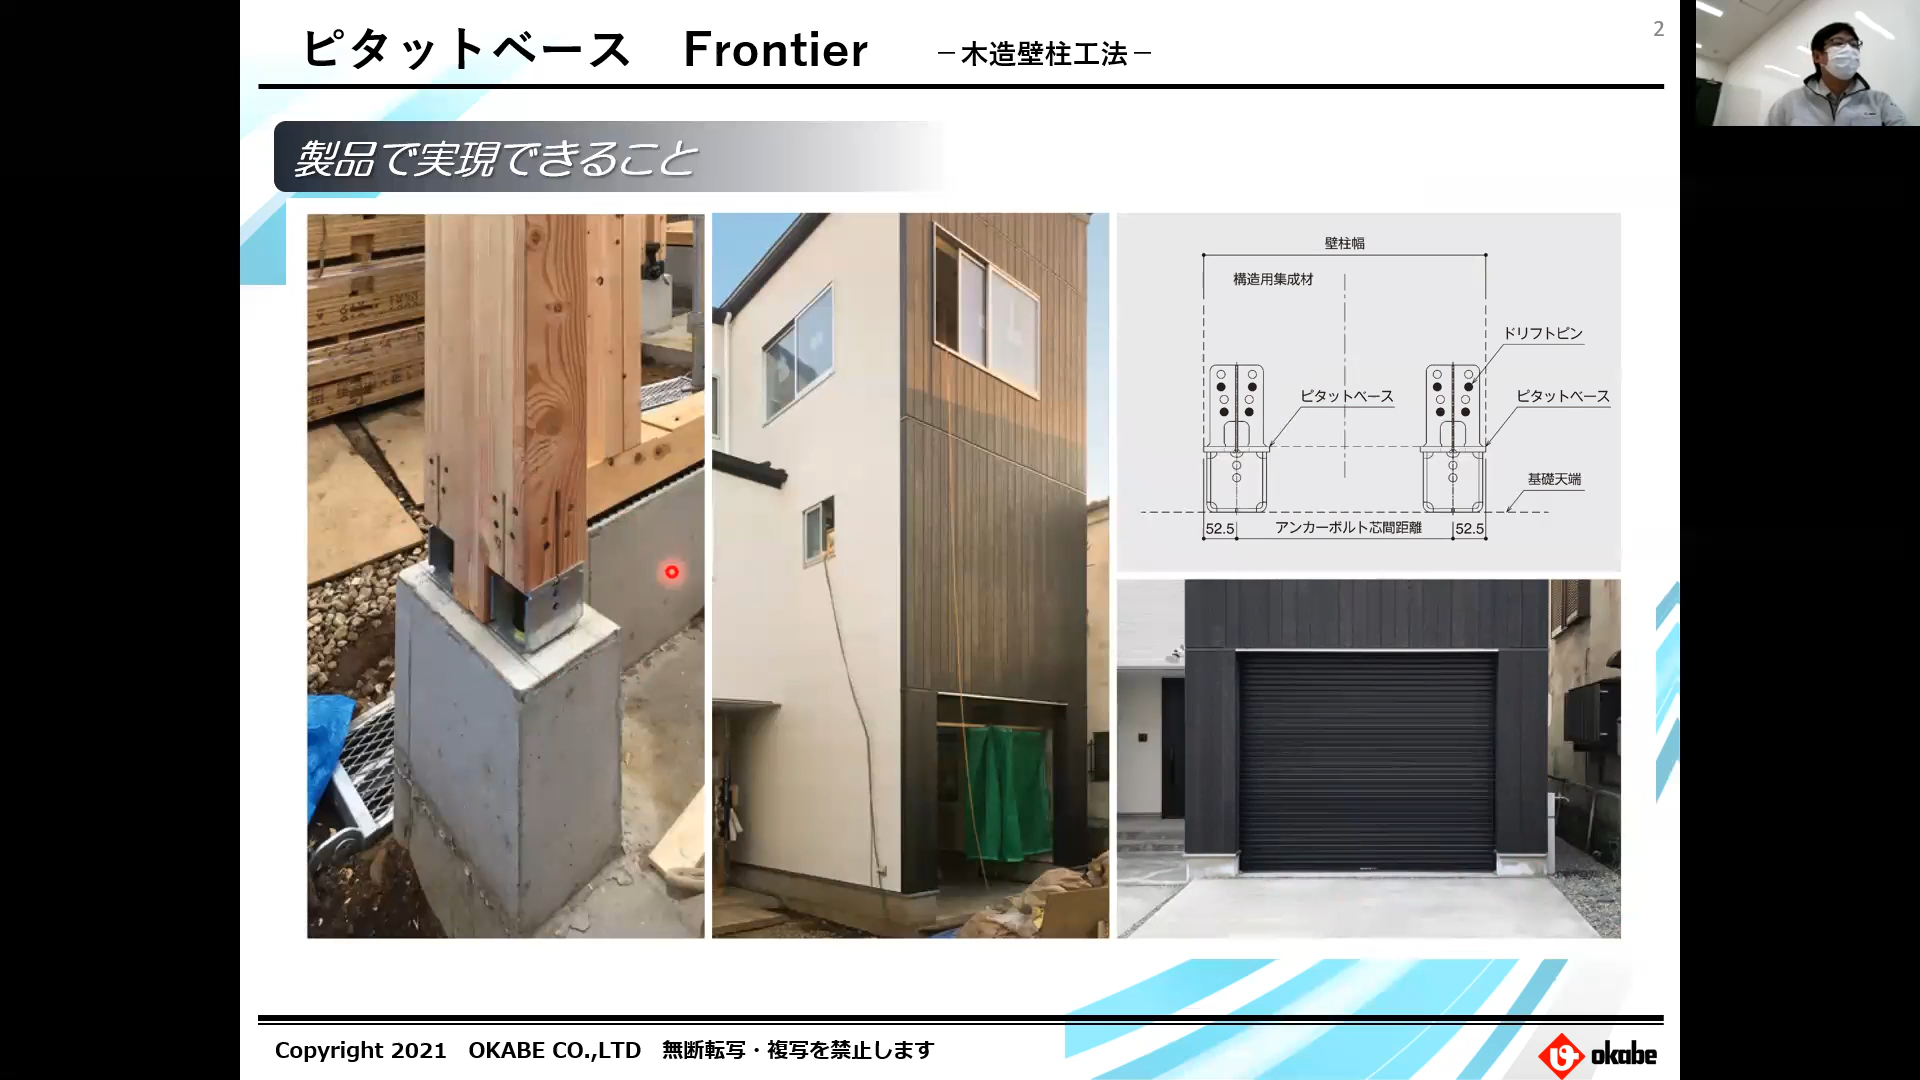 ピタットベース　Frontier　－木造壁柱工法－
2
製品で実現できること
壁柱幅
構造用集成材
ドリフトピン
ピタットベース
ピタットベース
基礎天端
52.5
アンカーボルト芯間距離
52.5
Copyright 2021　OKABE CO.,LTD　無断転写・複写を禁止します
okabe